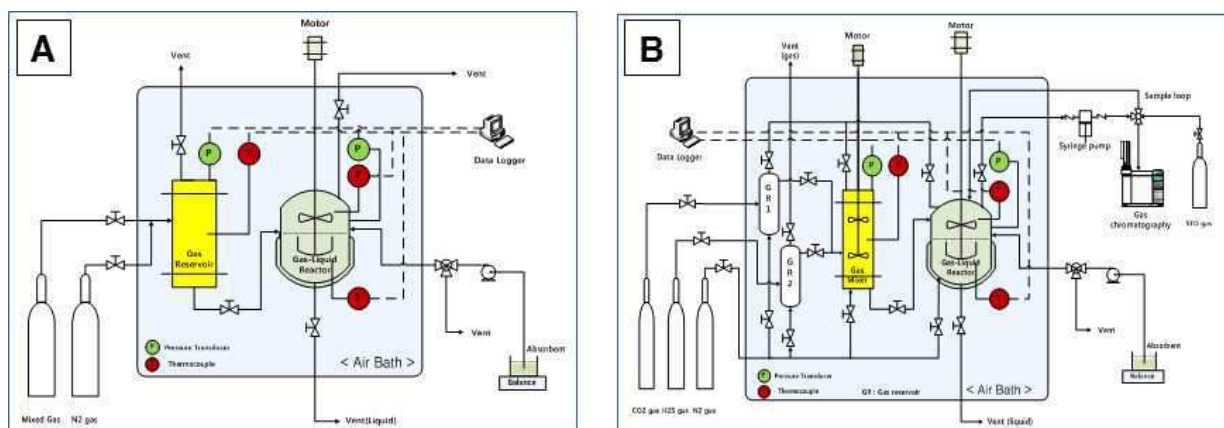 A
Motor
Vent
Vent
P
P
T
Data Logger
Gas
Reservoir
Gas-Liquid
Reactor
T
Vent
Absorbent
Balance
P Pressure Transducer
Thermocouple
< Air Bath >
Mixed Gas
N2 gas
Vent(Liquid)
B
Motor
Motor
Vent
(gas)
Sample loop
Data Logger
Syringe pump
P
P
T
G
R
1
Gas
chromatography
STD gas
G
R
2
Gas
Mixer
Gas-Liquid
Reactor
T
Vent
Absorbent
Balance
P Pressure Transducer
Thermocouple
GR : Gas reservoir
< Air Bath >
CO2 gas
H2S gas
N2 gas
Vent (liquid)